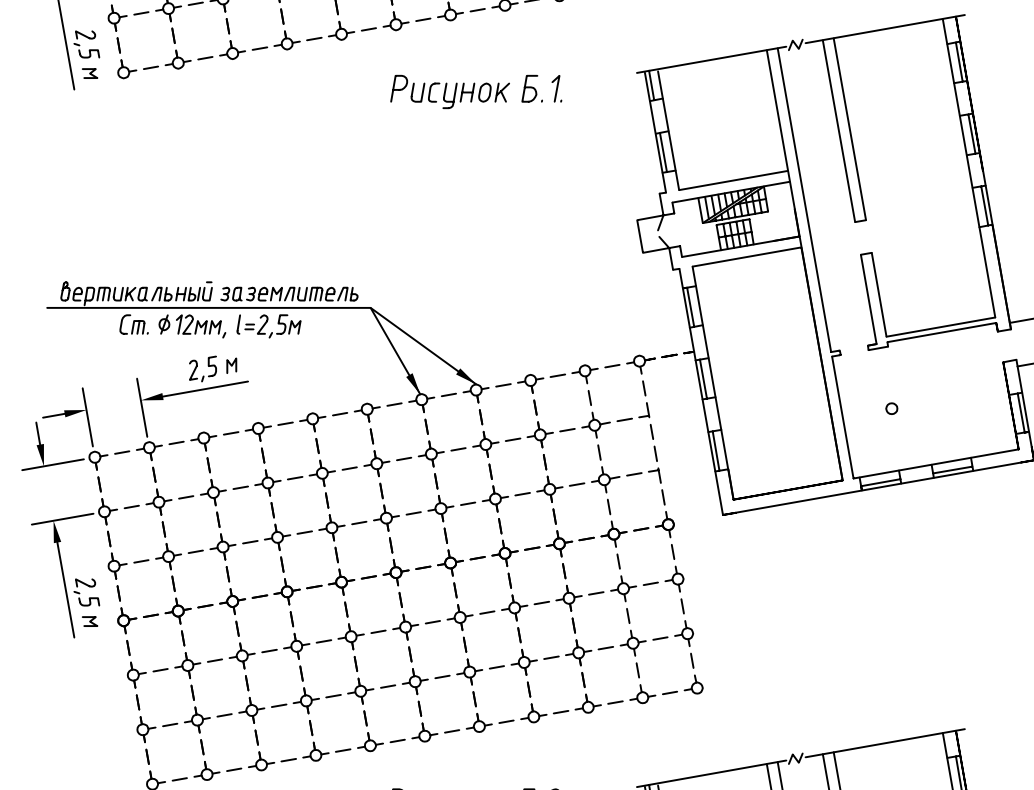 2,5 м
Рисунок Б.1.
вертикальный заземлитель
Ст. ϕ12мм, l=2,5м
2,5 м
2,5 м